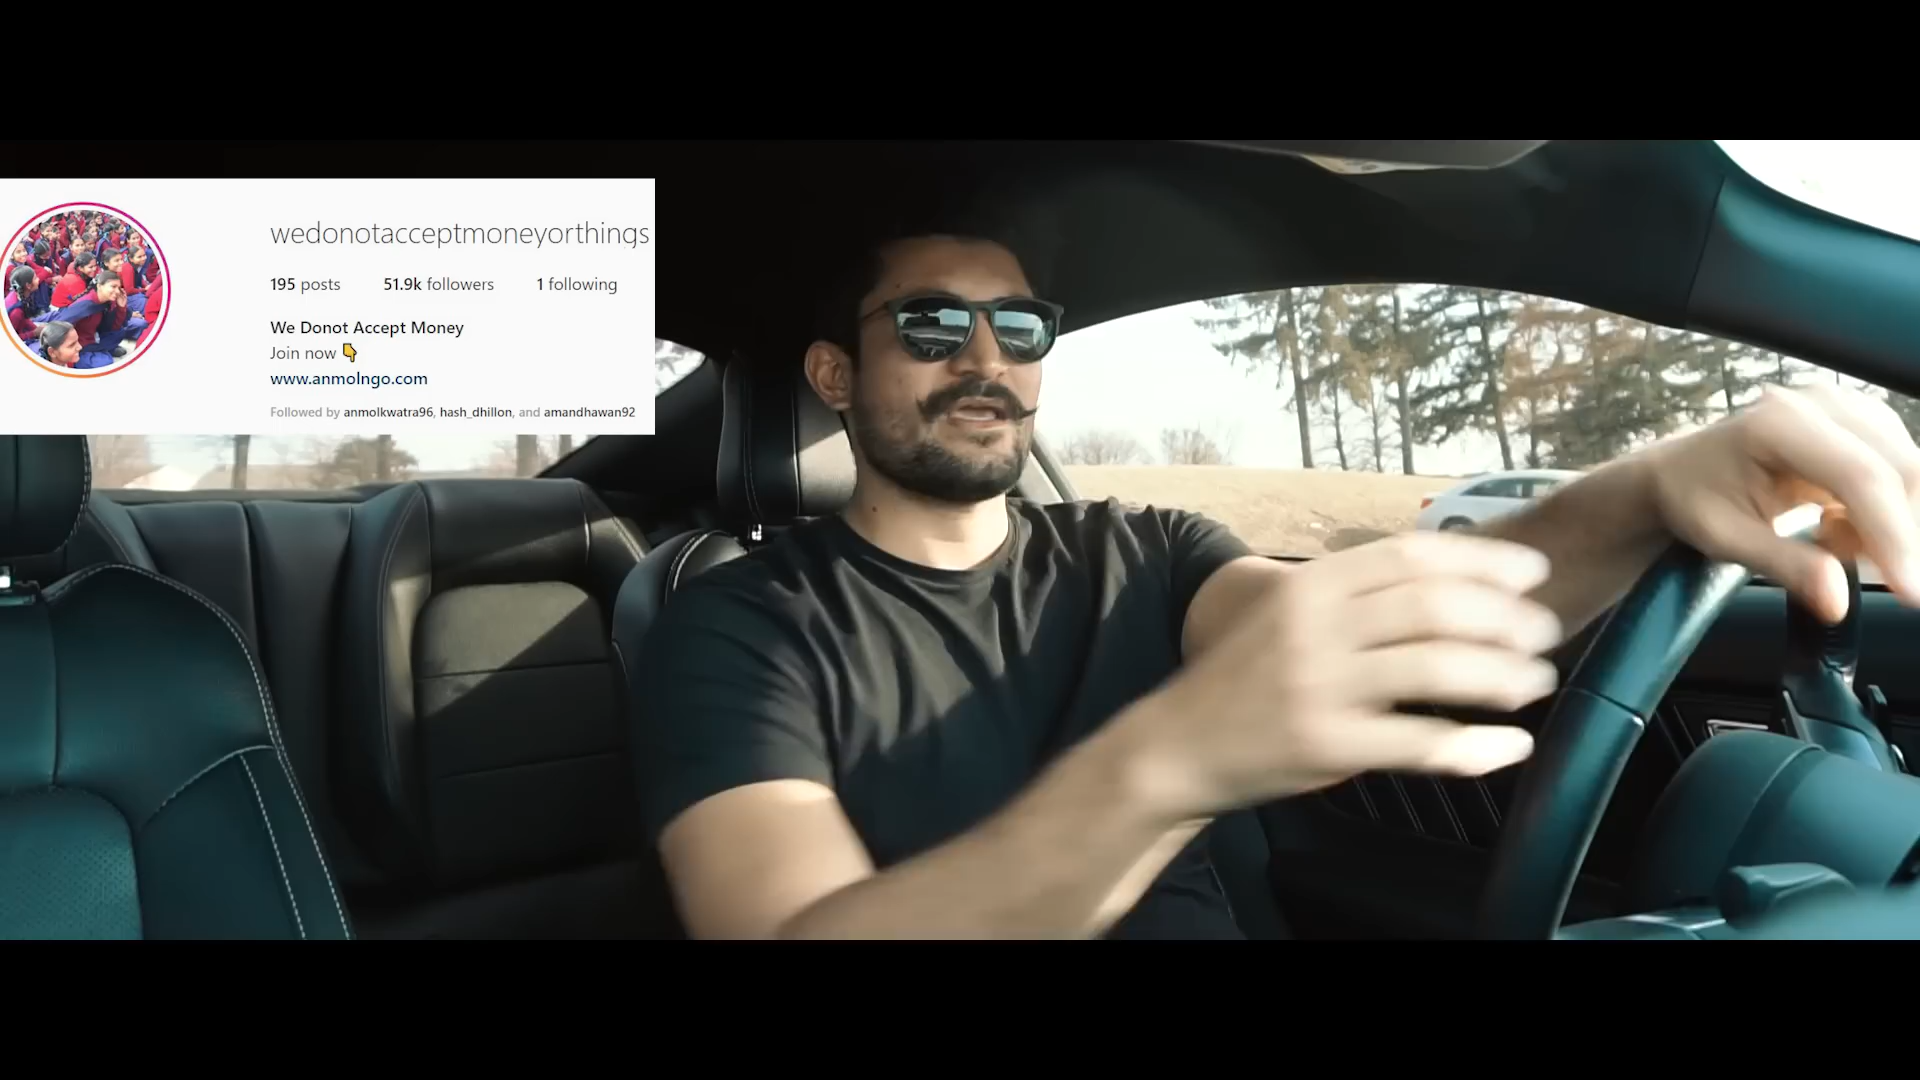 wedonotacceptmoneyorthings
195 posts 51.9k followers 1 following
We Donot Accept Money
Join now 👇
www.anmolngo.com
Followed by anmolkwatra96, hash_dhillon, and amandhawan92